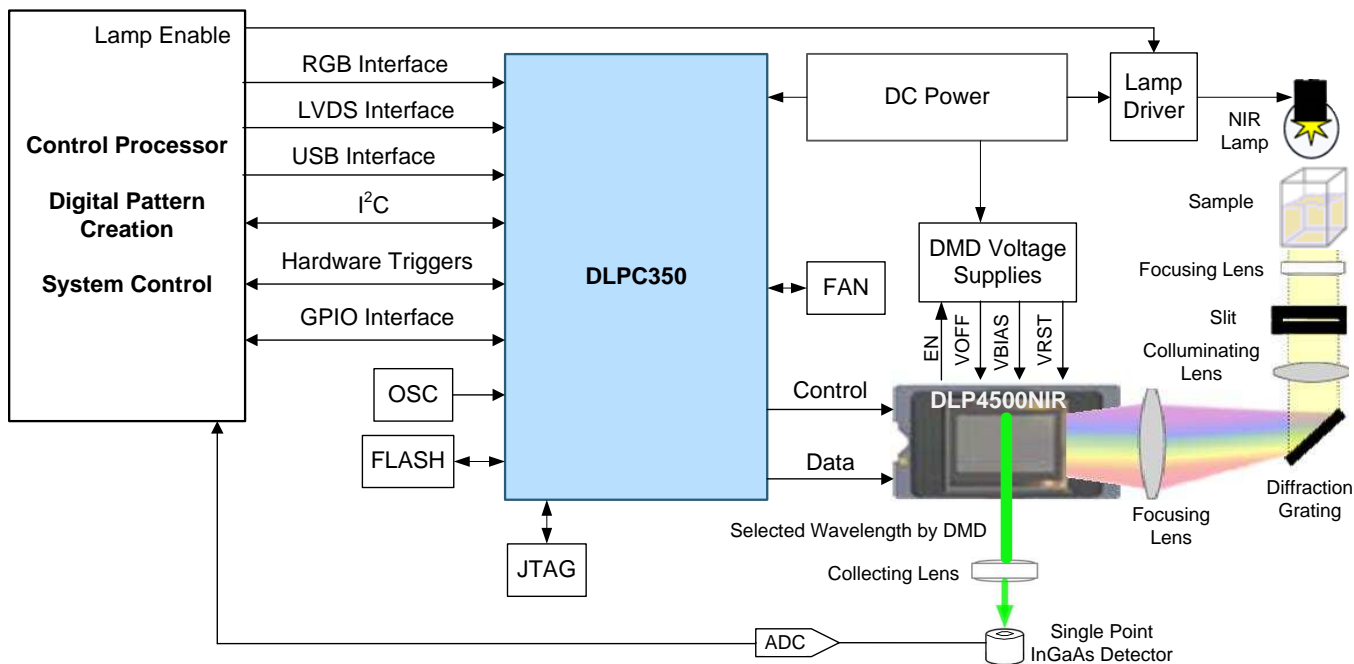 Lamp Enable
RGB Interface
LVDS Interface
Control Processor
USB Interface
Digital Pattern
Creation
I²C
System Control
Hardware Triggers
GPIO Interface
DLPC350
OSC
FLASH
JTAG
FAN
Control
Data
DC Power
Lamp
Driver
NIR
Lamp
DMD Voltage
Supplies
EN
VOFF
VBIAS
VRST
DLP4500NIR
Sample
Focusing Lens
Slit
Colluminating
Lens
Diffraction
Grating
Focusing
Lens
Selected Wavelength by DMD
Collecting Lens
ADC
Single Point
InGaAs Detector